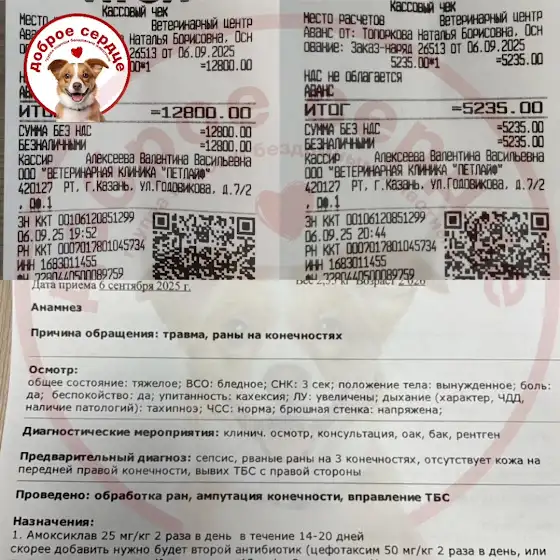 доброе сердце
Кассовый чек
Место расчетов Ветеринарный центр
Наталья Борисовна, Осн
26513 от 06.09.2025
=12800.00
ИТОГ =12800.00
СУММА БЕЗ НДС =12800.00
БЕЗНАЛИЧНЫМИ =12800.00
Кассир Алексеева Валентина Васильевна
ООО "ВЕТЕРИНАРНАЯ КЛИНИКА "ПЕТЛАЙФ"
420127 РТ, г.Казань, ул.Годовикова, д.7/2
, оф.1
ЗН ККТ 00106120851299
06.09.25 19:52
РН ККТ 0007017801045734
ИНН 1683011455
Кассовый чек
Место расчетов Ветеринарный центр
Аванс от: Топоркова Наталья Борисовна, Осн
ование: Заказ-наряд 26513 от 06.09.2025
5235.00*1 =5235.00
НДС не облагается
АВАНС
ИТОГ =5235.00
СУММА БЕЗ НДС =5235.00
БЕЗНАЛИЧНЫМИ =5235.00
Кассир Алексеева Валентина Васильевна
ООО "ВЕТЕРИНАРНАЯ КЛИНИКА "ПЕТЛАЙФ"
420127 РТ, г.Казань, ул.Годовикова, д.7/2
, оф.1
ЗН ККТ 00106120851299
06.09.25 20:44
РН ККТ 0007017801045734
ИНН 1683011455
Дата приема 6 сентября 2025 г.
Анамнез
Причина обращения: травма, раны на конечностях
Осмотр:
общее состояние: тяжелое; ВСО: бледное; СНК: 3 сек; положение тела: вынужденное; боль:
да; беспокойство: да; упитанность: кахексия; ЛУ: увеличены; дыхание (характер, ЧДД,
наличие патологий): тахипноэ; ЧСС: норма; брюшная стенка: напряжена;
Диагностические мероприятия: клинич. осмотр, консультация, оак, бак, рентген
Предварительный диагноз: сепсис, рваные раны на 3 конечностях, отсутствует кожа на
передней правой конечности, вывих ТБС с правой стороны
Проведено: обработка ран, ампутация конечности, вправление ТБС
Назначения:
1. Амоксиклав 25 мг/кг 2 раза в день в течение 14-20 дней
скорее добавить нужно будет второй антибиотик (цефотаксим 50 мг/кг 2 раза в день, или